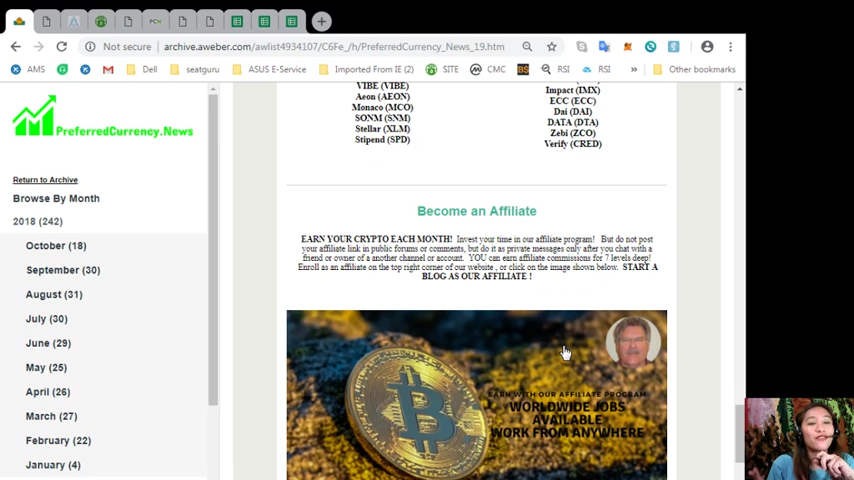 PCN
Not secure
archive.aweber.com/awlist4934107/C6Fe_/h/PreferredCurrency_News_19.htm
AMS
Dell
seatguru
ASUS E-Service
Imported From IE (2)
SITE
CMC
RSI
RSI
»
Other bookmarks
PreferredCurrency.News
Return to Archive
Browse By Month
2018 (242)
October (18)
September (30)
August (31)
July (30)
June (29)
May (25)
April (26)
March (27)
February (22)
January (4)
VIBE (VIBE)
Aeon (AEON)
Monaco (MCO)
SONM (SNM)
Stellar (XLM)
Stipend (SPD)
Impact (IMX)
ECC (ECC)
Dai (DAI)
DATA (DTA)
Zebi (ZCO)
Verify (CRED)
Become an Affiliate
EARN YOUR CRYPTO EACH MONTH! Invest your time in our affiliate program! But do not post
your affiliate link in public forums or comments, but do it as private messages only after you chat with a
friend or owner of a another channel or account. YOU can earn affiliate commissions for 7 levels deep!
Enroll as an affiliate on the top right corner of our website , or click on the image shown below. START A
BLOG AS OUR AFFILIATE !
EARN WITH OUR AFFILIATE PROGRAM
WORLDWIDE JOBS
AVAILABLE
WORK FROM ANYWHERE